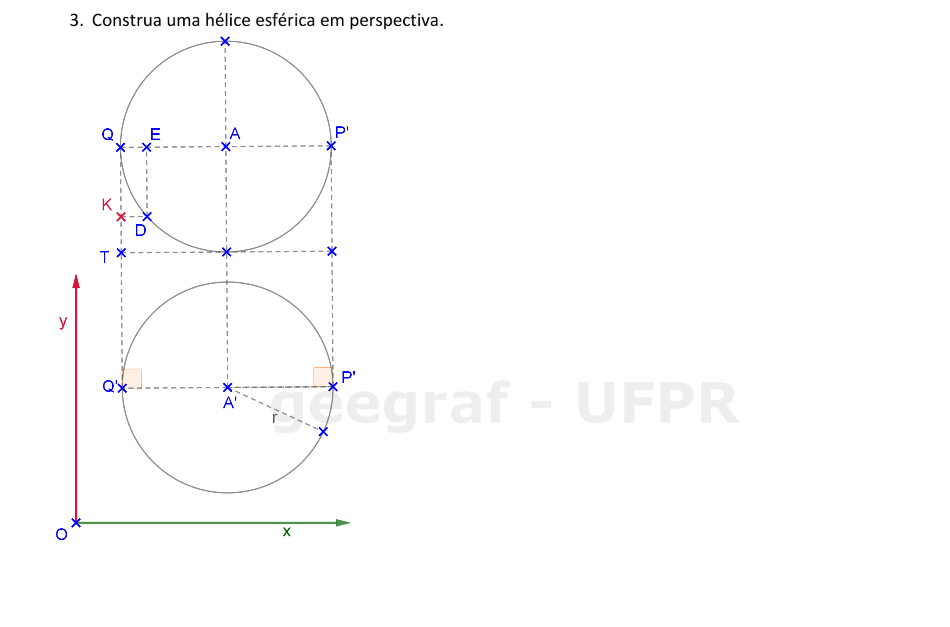 3. Construa uma hélice esférica em perspectiva.
Q E A P'
K
D
T
y
Q' P'
A'
r
geegraf - UFPR
O
x